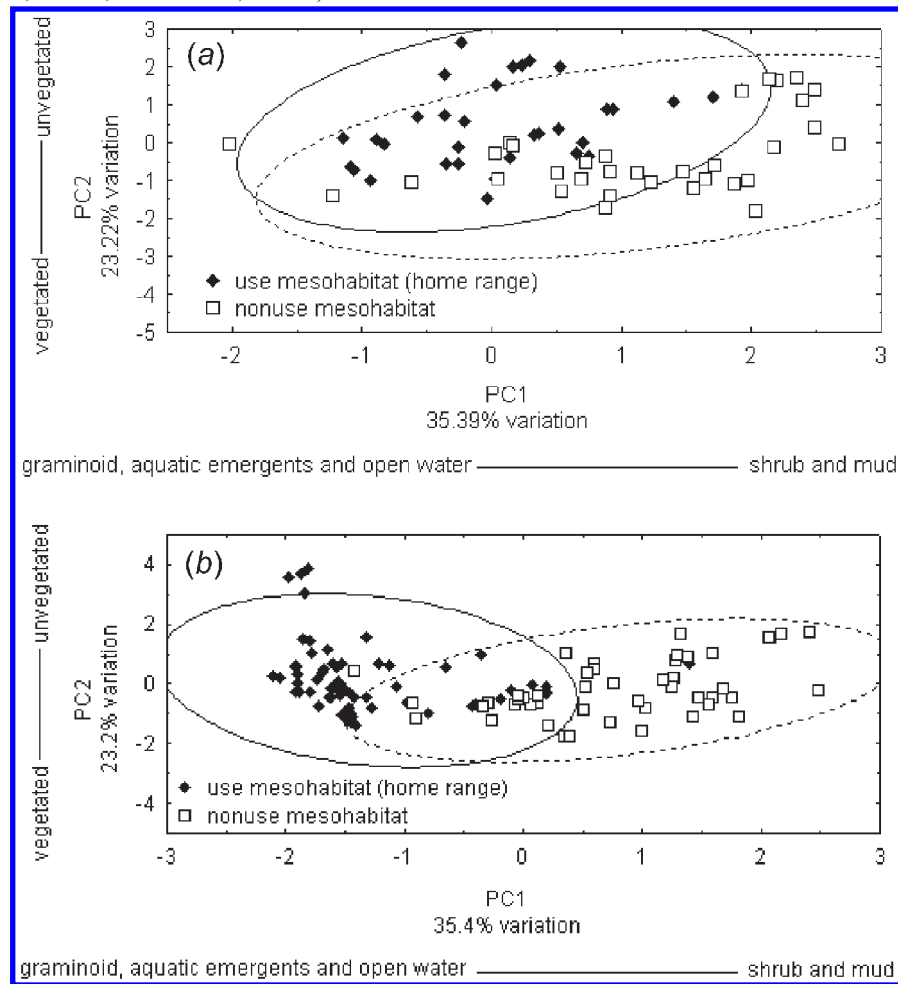 (a)
unvegetated
vegetated
PC2
23.22% variation
3
2
1
0
-1
-2
-3
-4
-5
use mesohabitat (home range)
nonuse mesohabitat
-2
-1
0
1
2
3
PC1
35.39% variation
graminoid, aquatic emergents and open water
shrub and mud
(b)
unvegetated
vegetated
PC2
23.2% variation
4
2
0
-2
-4
use mesohabitat (home range)
nonuse mesohabitat
-3
-2
-1
0
1
2
3
PC1
35.4% variation
graminoid, aquatic emergents and open water
shrub and mud